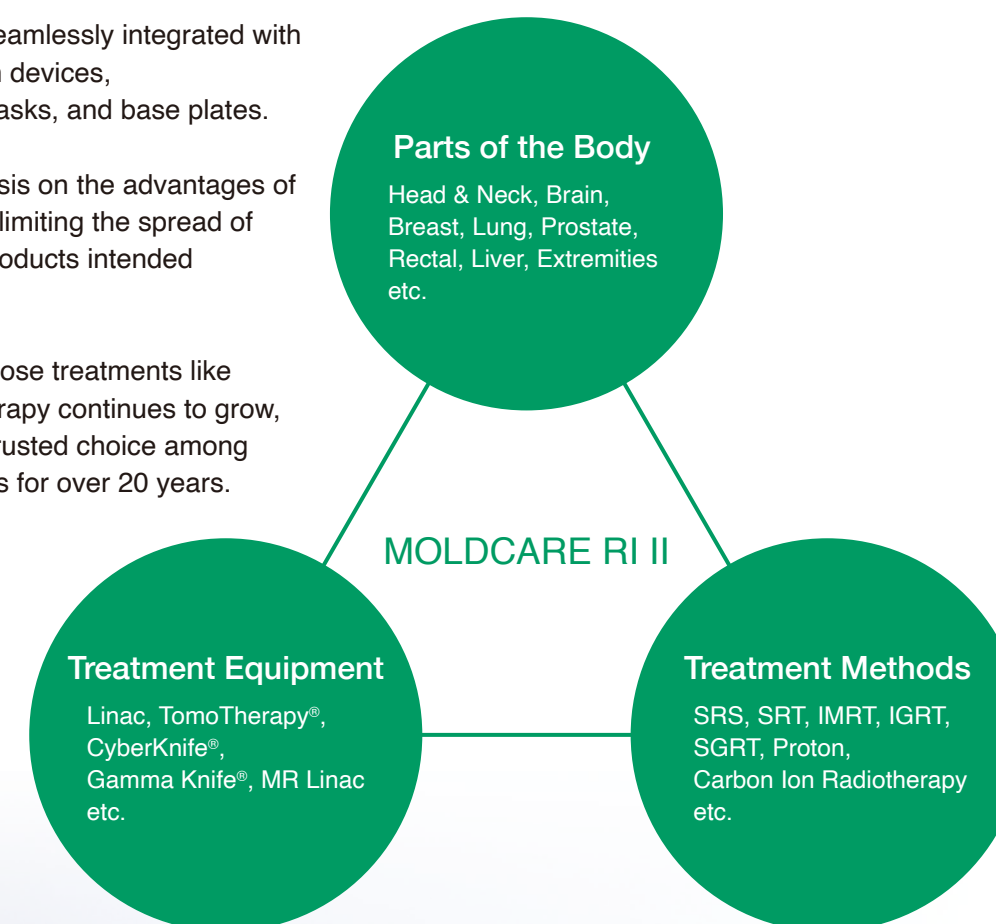 eamlessly integrated with
devices,
asks, and base plates.
sis on the advantages of
limiting the spread of
oducts intended
ose treatments like
rapy continues to grow,
rusted choice among
s for over 20 years.
Parts of the Body
Head & Neck, Brain,
Breast, Lung, Prostate,
Rectal, Liver, Extremities
etc.
MOLDCARE RI II
Treatment Equipment
Linac, TomoTherapy®,
CyberKnife®,
Gamma Knife®, MR Linac
etc.
Treatment Methods
SRS, SRT, IMRT, IGRT,
SGRT, Proton,
Carbon Ion Radiotherapy
etc.